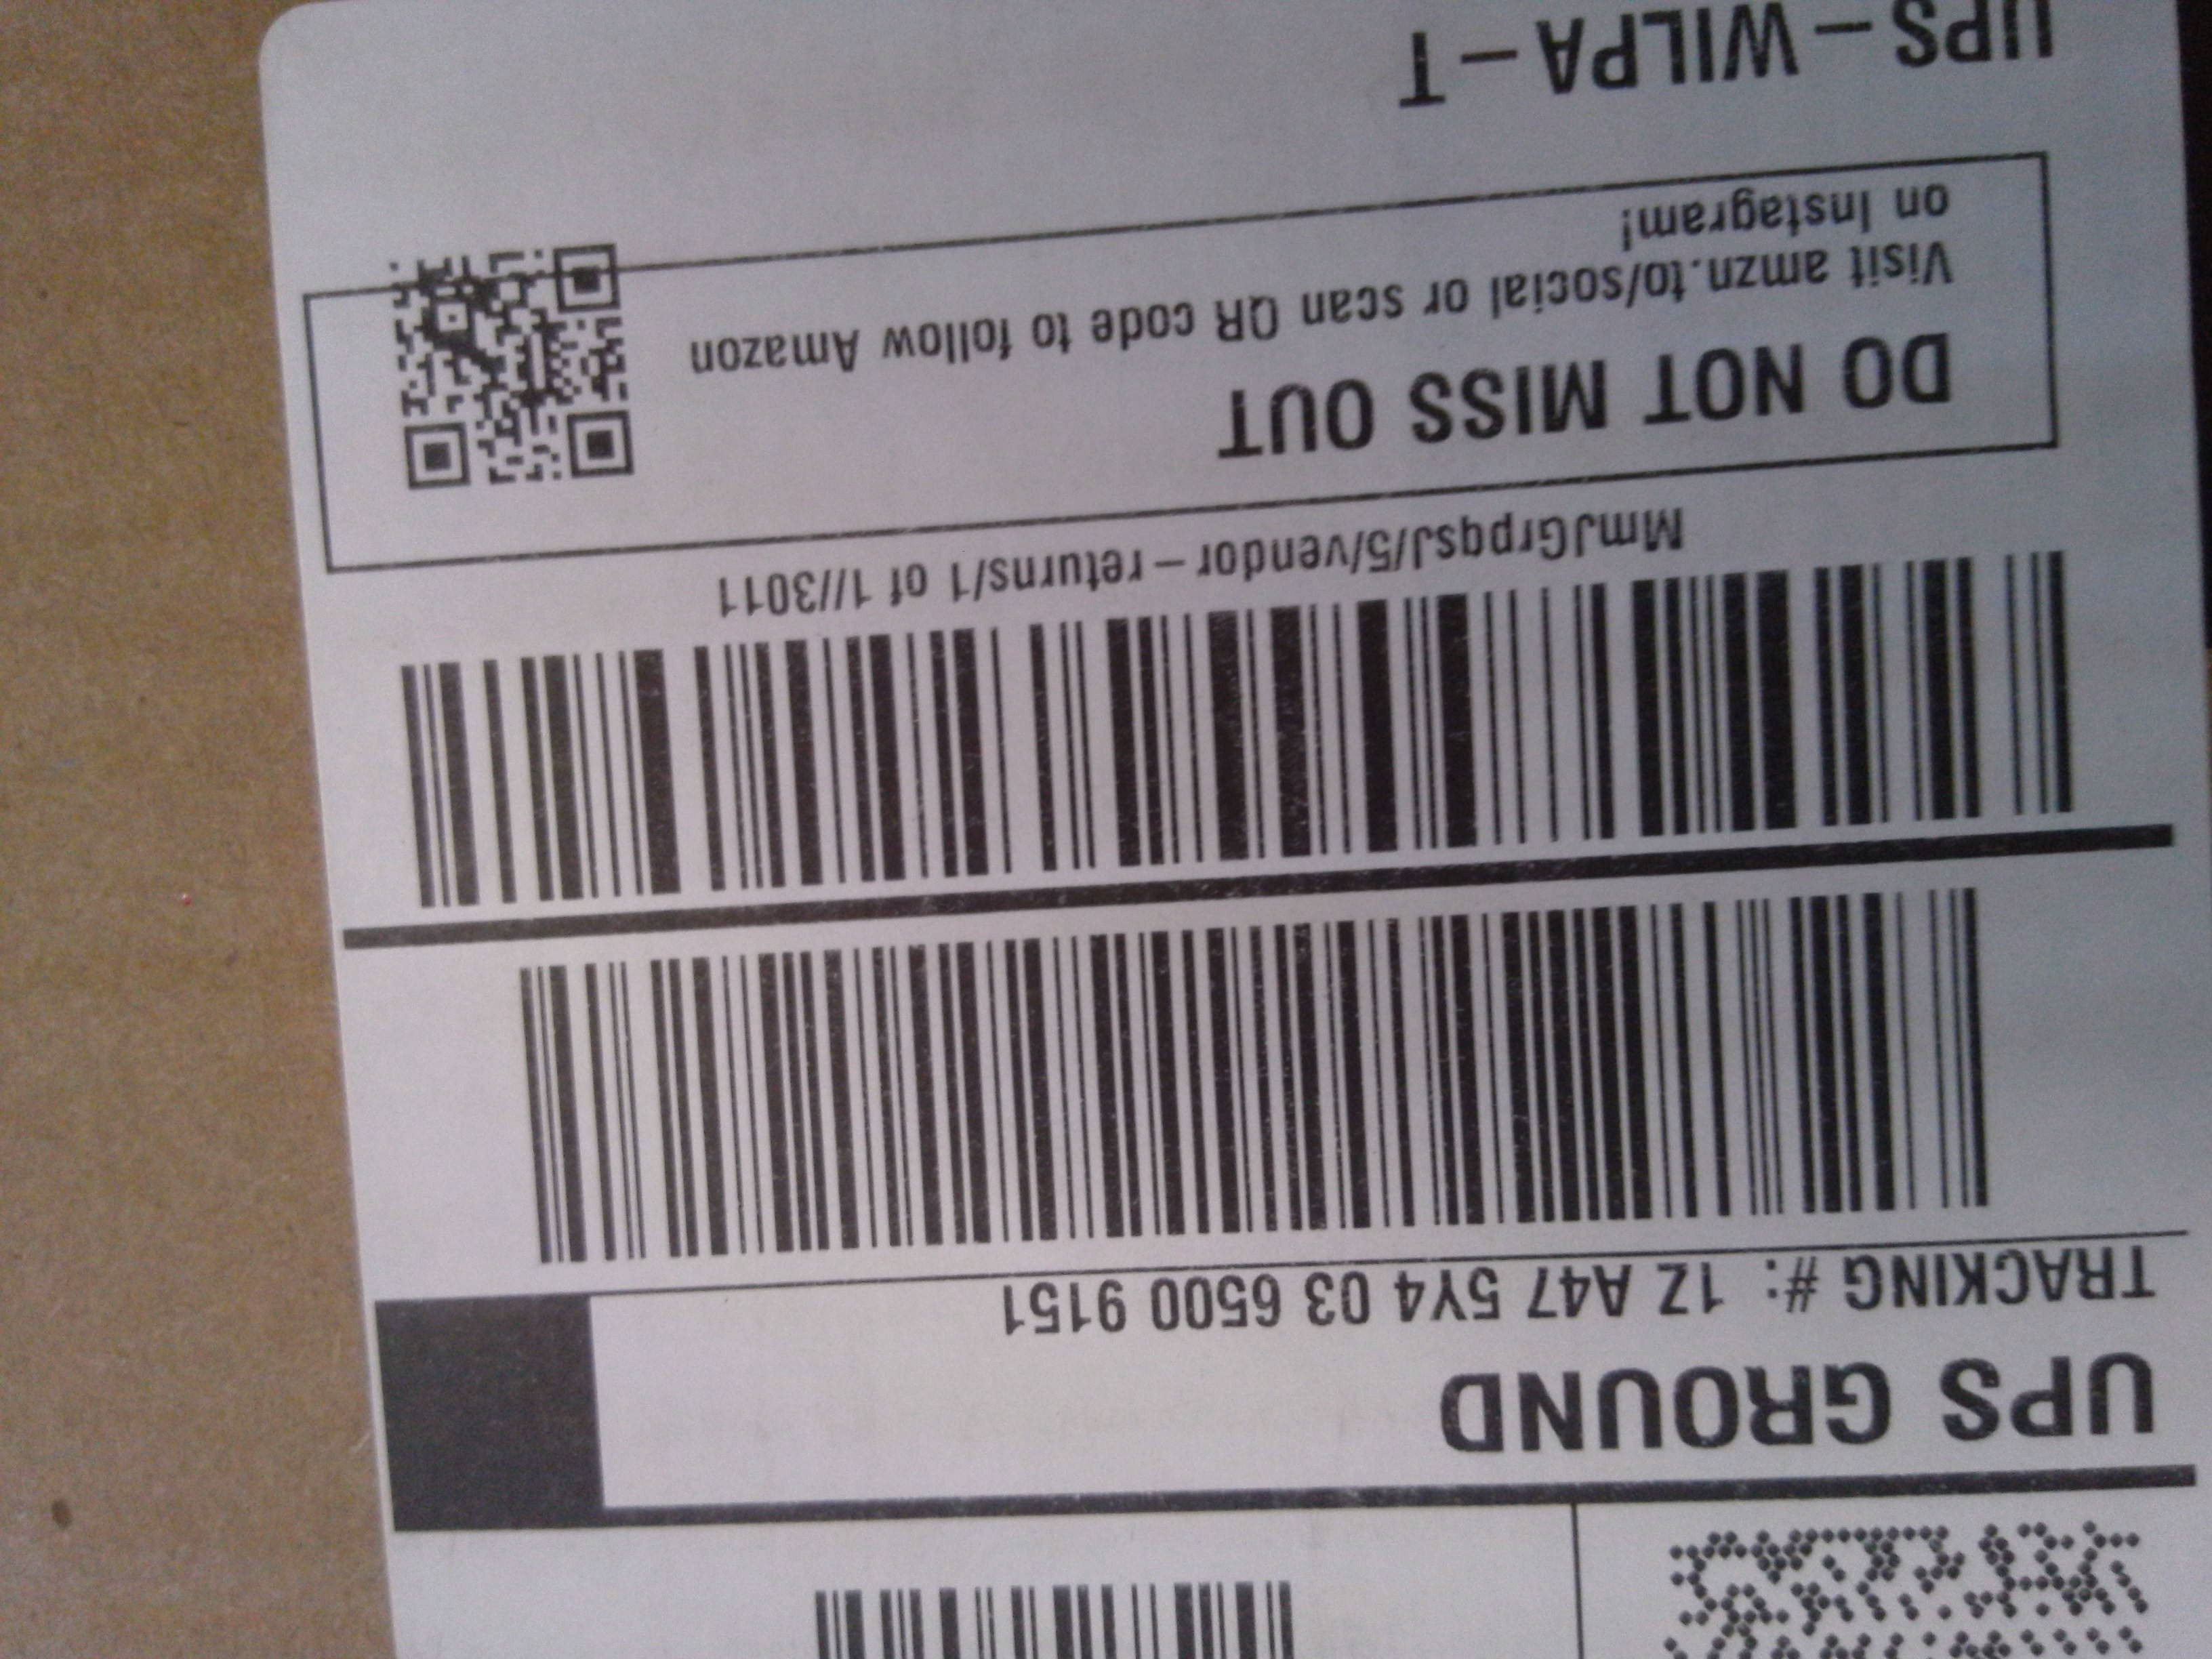 UPS GROUND
TRACKING #: 1Z A47 5Y4 03 6500 9151
MmJGrpqsJ/5/vendor-returns/1 of 1//3011
DO NOT MISS OUT
Visit amzn.to/social or scan QR code to follow Amazon
on Instagram!
UPS-WILPA-T